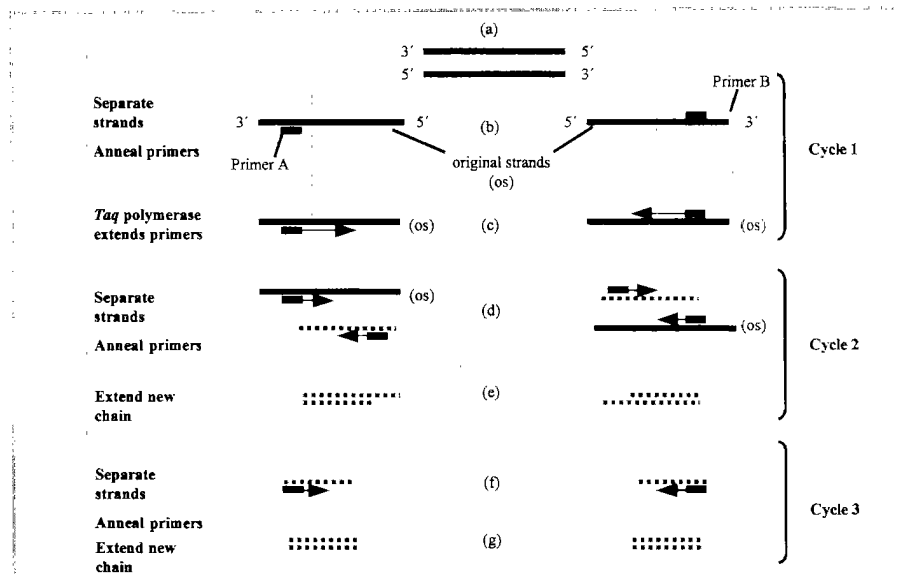 (a)
3´ 5´
5´ 3´
Primer B
Separate
strands
3´ 5´
(b)
5´ 3´
Anneal primers
Primer A
original strands
(os)
Cycle 1
Taq polymerase
extends primers
(os)
(c)
(os)
Separate
strands
(os)
(d)
(os)
Anneal primers
Cycle 2
Extend new
chain
(e)
Separate
strands
(f)
Anneal primers
Cycle 3
Extend new
chain
(g)